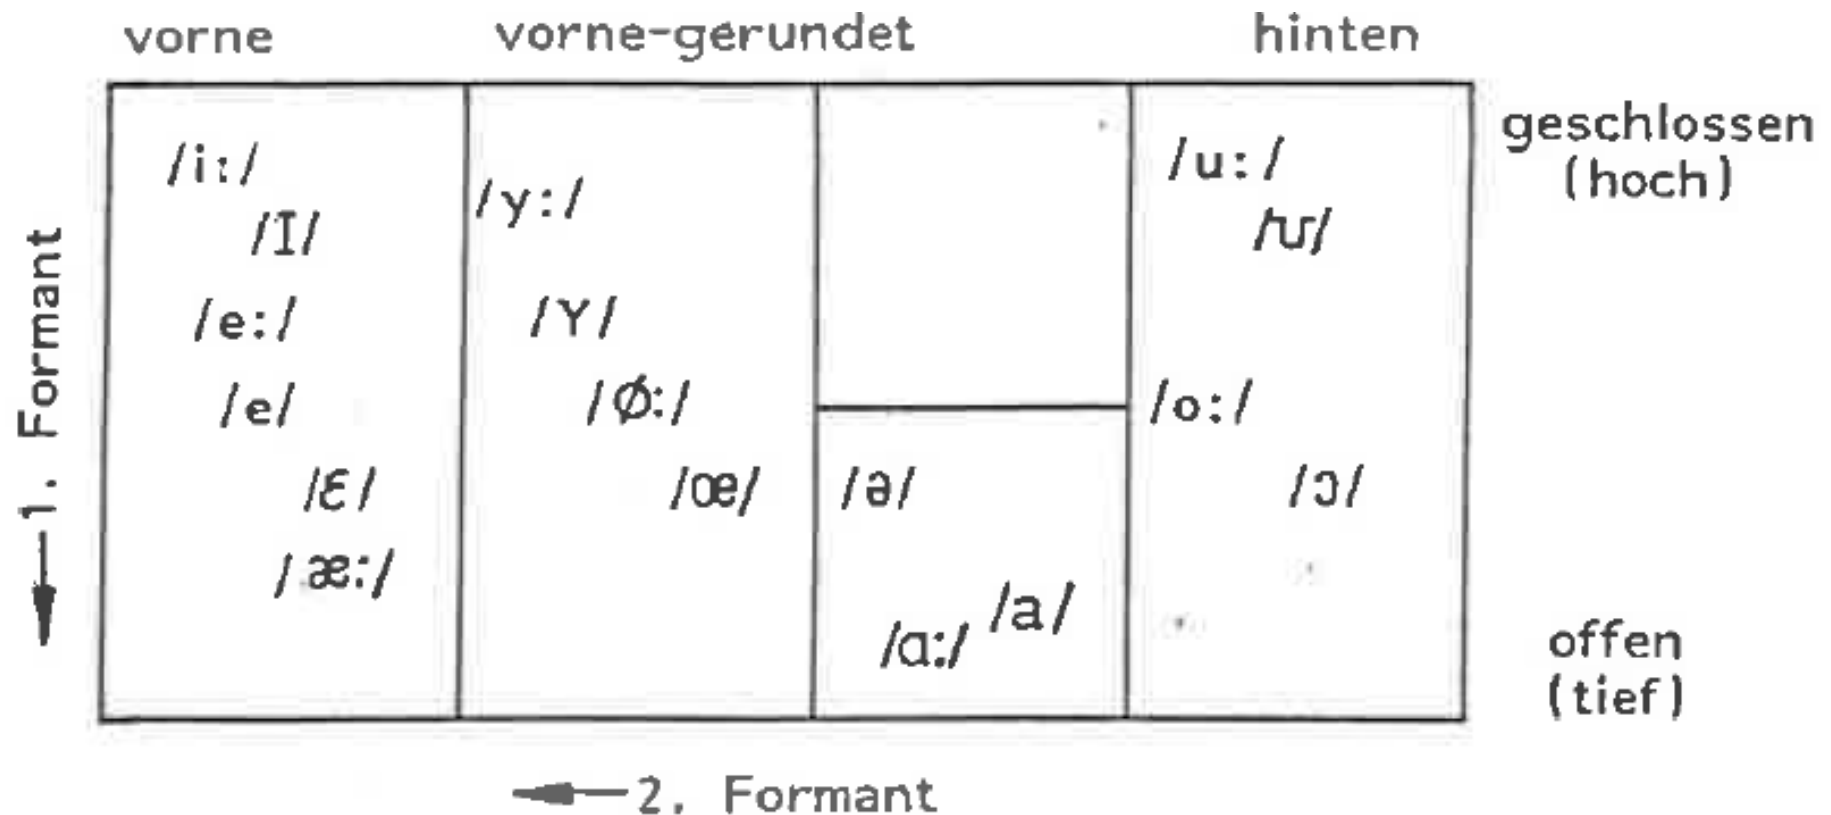 vorne vorne-gerundet hinten
geschlossen
(hoch)
/i:/ /u:/
/y:/
/I/ /ʊ/
/e:/ /Y/
/e/ /Ø:/ /o:/
/ɛ/ /œ/ /ə/ /ɔ/
/æ:/
/a/
/ɑ:/
offen
(tief)
1. Formant
2. Formant